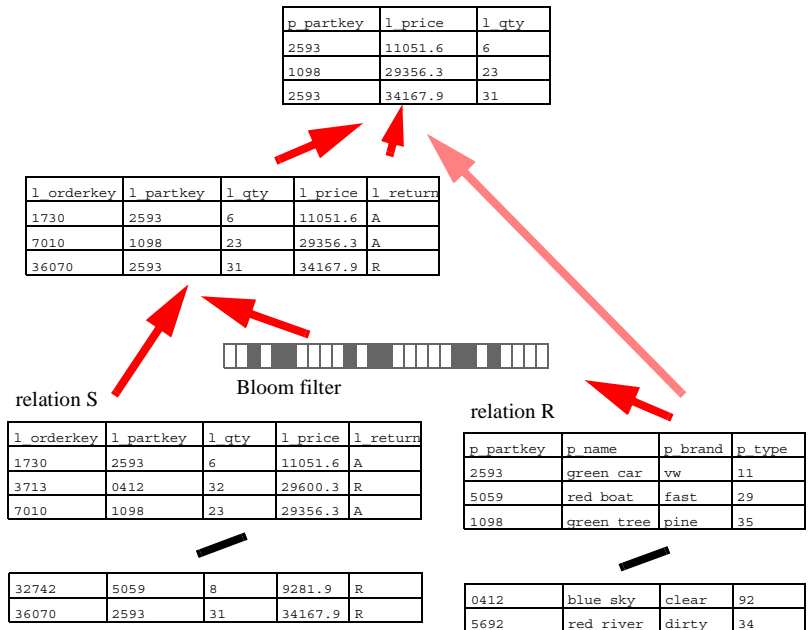 p_partkey l_price l_qty
2593 11051.6 6
1098 29356.3 23
2593 34167.9 31
l_orderkey l_partkey l_qty l_price l_return
1730 2593 6 11051.6 A
7010 1098 23 29356.3 A
36070 2593 31 34167.9 R
Bloom filter
relation S
l_orderkey l_partkey l_qty l_price l_return
1730 2593 6 11051.6 A
3713 0412 32 29600.3 R
7010 1098 23 29356.3 A
32742 5059 8 9281.9 R
36070 2593 31 34167.9 R
relation R
p_partkey p_name p_brand p_type
2593 green car vw 11
5059 red boat fast 29
1098 green tree pine 35
0412 blue sky clear 92
5692 red river dirty 34